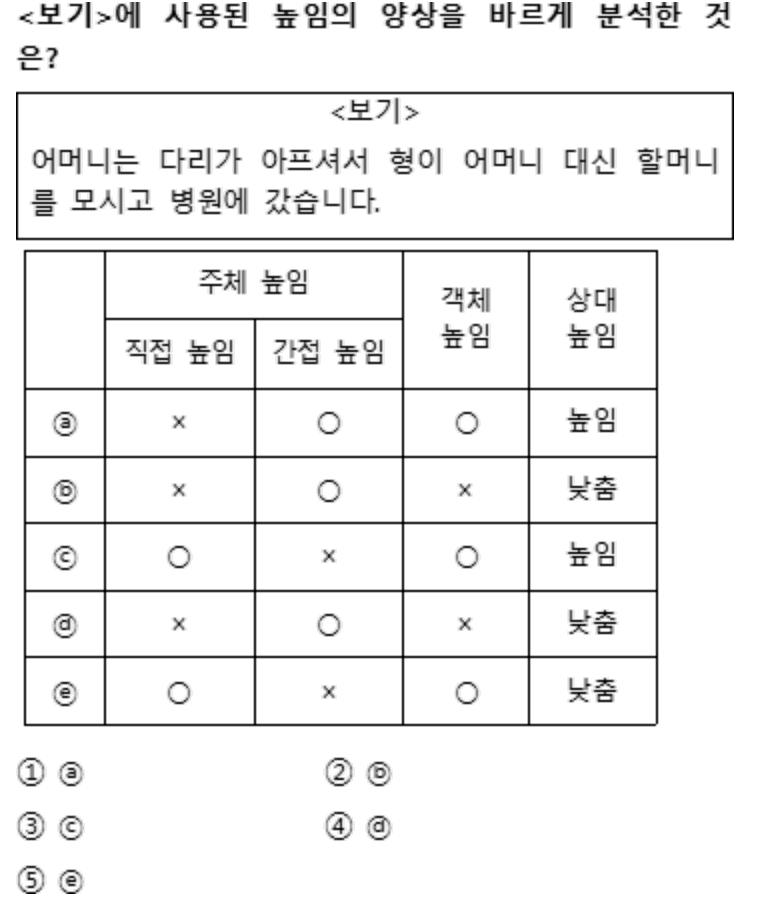 <보기>에 사용된 높임의 양상을 바르게 분석한 것
은?
<보기>
어머니는 다리가 아프셔서 형이 어머니 대신 할머니
를 모시고 병원에 갔습니다.
주체 높임 객체 높임 상대 높임
직접 높임 간접 높임
ⓐ × ○ ○ 높임
ⓑ × ○ × 낮춤
ⓒ ○ × ○ 높임
ⓓ × ○ × 낮춤
ⓔ ○ × ○ 낮춤
① ⓐ ② ⓑ
③ ⓒ ④ ⓓ
⑤ ⓔ